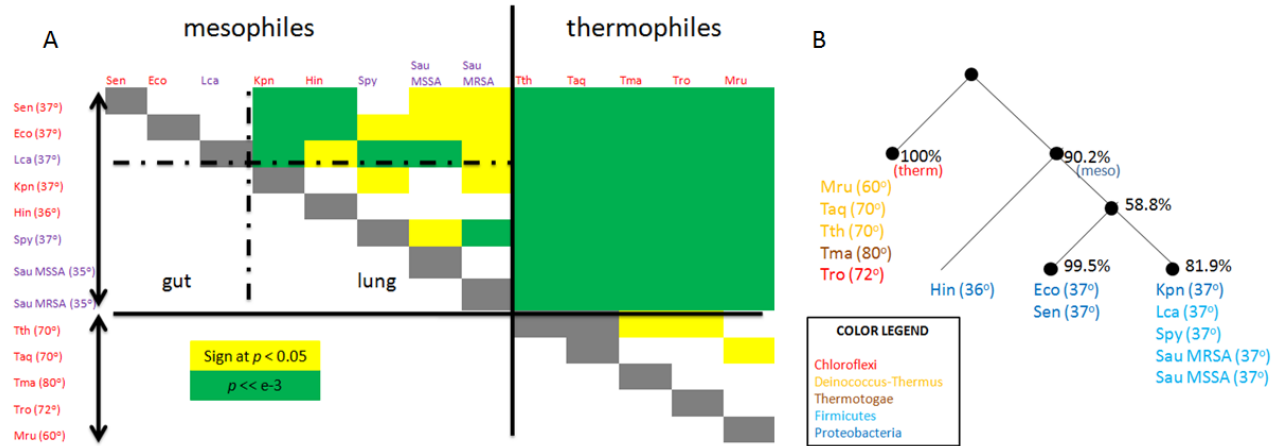 A
mesophiles
thermophiles
B
Sen Eco Lca Kpn Hin Spy Sau MSSA Sau MRSA Tth Taq Tma Tro Mru
Sen (37°)
Eco (37°)
Lca (37°)
Kpn (37°)
Hin (36°)
Spy (37°)
Sau MSSA (35°)
Sau MRSA (35°)
Tth (70°)
Taq (70°)
Tma (80°)
Tro (72°)
Mru (60°)
gut
lung
Sign at p < 0.05
p << e-3
100%
(therm)
90.2%
(meso)
58.8%
99.5%
81.9%
Mru (60°)
Taq (70°)
Tth (70°)
Tma (80°)
Tro (72°)
Hin (36°)
Eco (37°)
Sen (37°)
Kpn (37°)
Lca (37°)
Spy (37°)
Sau MRSA (37°)
Sau MSSA (37°)
COLOR LEGEND
Chloroflexi
Deinococcus-Thermus
Thermotogae
Firmicutes
Proteobacteria